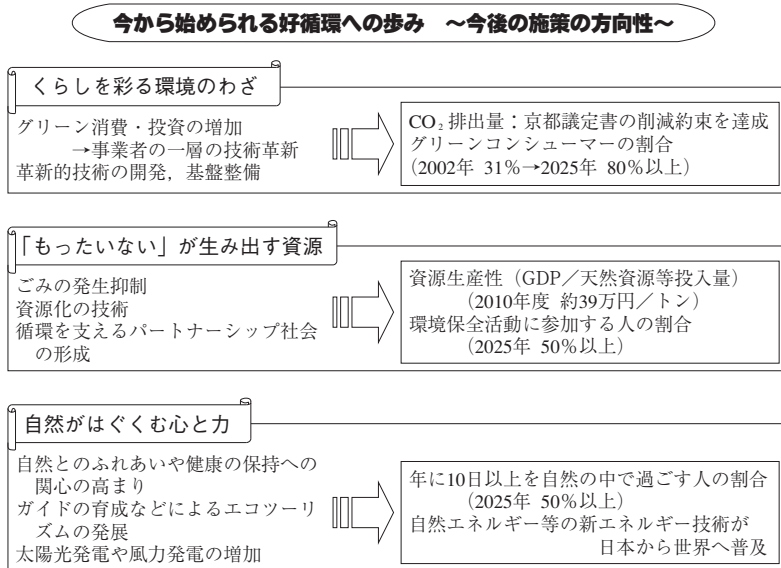 今から始められる好循環への歩み　～今後の施策の方向性～
くらしを彩る環境のわざ
グリーン消費・投資の増加
→事業者の一層の技術革新
革新的技術の開発，基盤整備
CO₂ 排出量：京都議定書の削減約束を達成
グリーンコンシューマーの割合
（2002年 31％→2025年 80％以上）
「もったいない」が生み出す資源
ごみの発生抑制
資源化の技術
循環を支えるパートナーシップ社会
の形成
資源生産性（GDP／天然資源等投入量）
（2010年度 約39万円／トン）
環境保全活動に参加する人の割合
（2025年 50％以上）
自然がはぐくむ心と力
自然とのふれあいや健康の保持への
関心の高まり
ガイドの育成などによるエコツーリ
ズムの発展
太陽光発電や風力発電の増加
年に10日以上を自然の中で過ごす人の割合
（2025年 50％以上）
自然エネルギー等の新エネルギー技術が
日本から世界へ普及